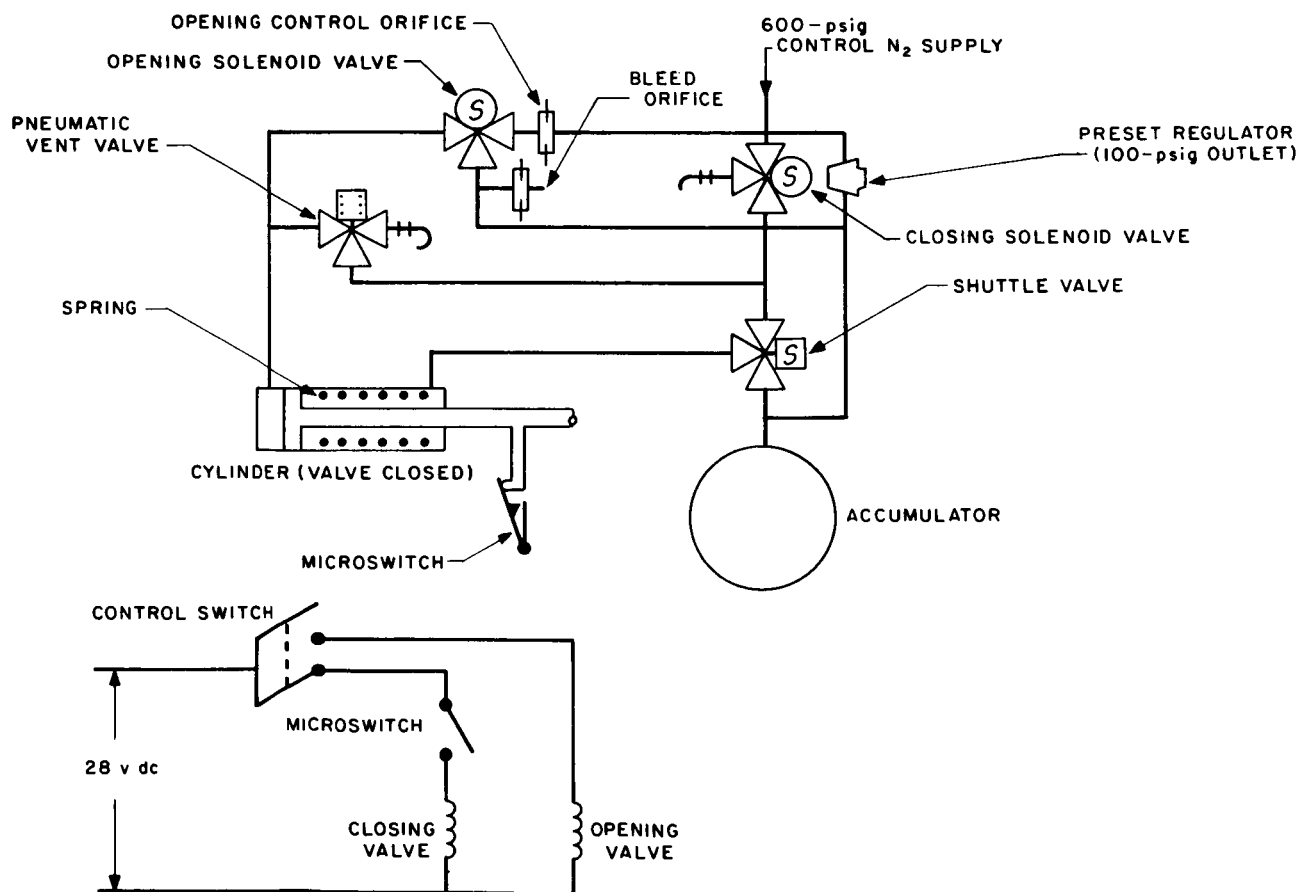 OPENING CONTROL ORIFICE
OPENING SOLENOID VALVE
600-psig
CONTROL N₂ SUPPLY
BLEED
ORIFICE
PNEUMATIC
VENT VALVE
PRESET REGULATOR
(100-psig OUTLET)
S
S
CLOSING SOLENOID VALVE
SHUTTLE VALVE
SPRING
S
CYLINDER (VALVE CLOSED)
ACCUMULATOR
MICROSWITCH
CONTROL SWITCH
MICROSWITCH
28 v dc
CLOSING
VALVE
OPENING
VALVE